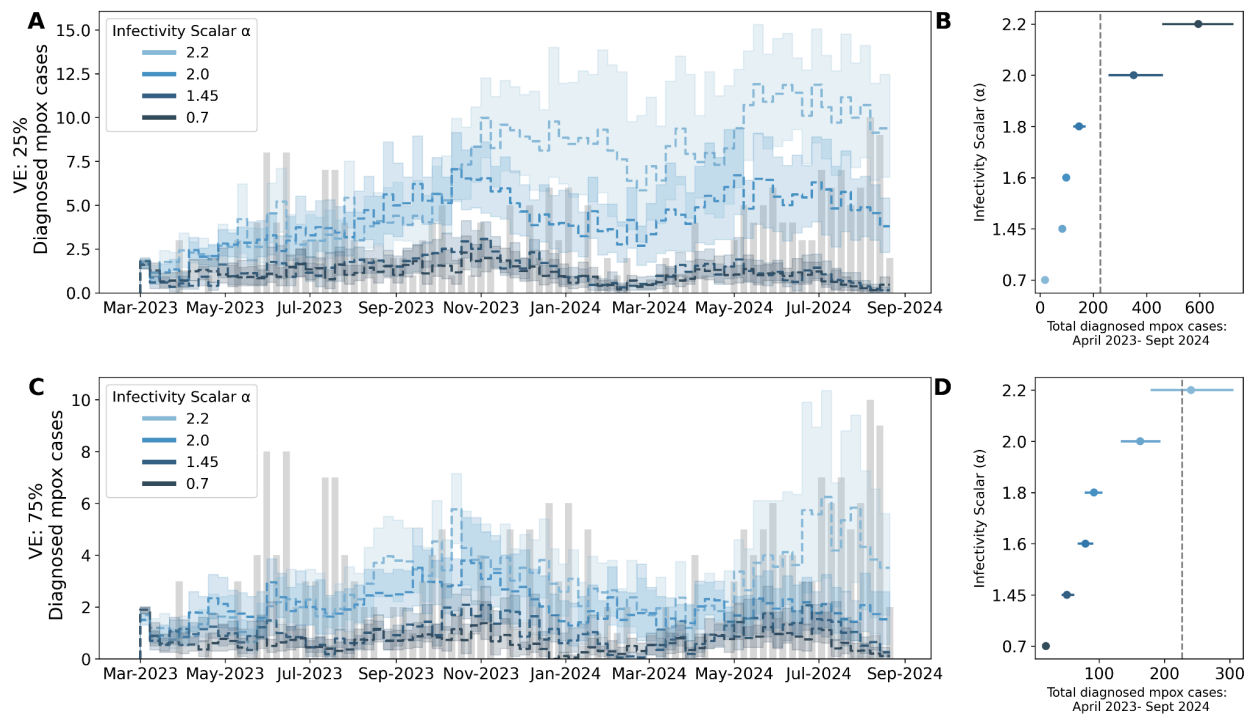 A
VE: 25%
Diagnosed mpox cases
15.0
12.5
10.0
7.5
5.0
2.5
0.0
Infectivity Scalar α
2.2
2.0
1.45
0.7
Mar-2023 May-2023 Jul-2023 Sep-2023 Nov-2023 Jan-2024 Mar-2024 May-2024 Jul-2024 Sep-2024
B
Infectivity Scalar (α)
2.2
2.0
1.8
1.6
1.45
0.7
0 200 400 600
Total diagnosed mpox cases:
April 2023- Sept 2024
C
VE: 75%
Diagnosed mpox cases
10
8
6
4
2
0
Infectivity Scalar α
2.2
2.0
1.45
0.7
Mar-2023 May-2023 Jul-2023 Sep-2023 Nov-2023 Jan-2024 Mar-2024 May-2024 Jul-2024 Sep-2024
D
Infectivity Scalar (α)
2.2
2.0
1.8
1.6
1.45
0.7
100 200 300
Total diagnosed mpox cases:
April 2023- Sept 2024